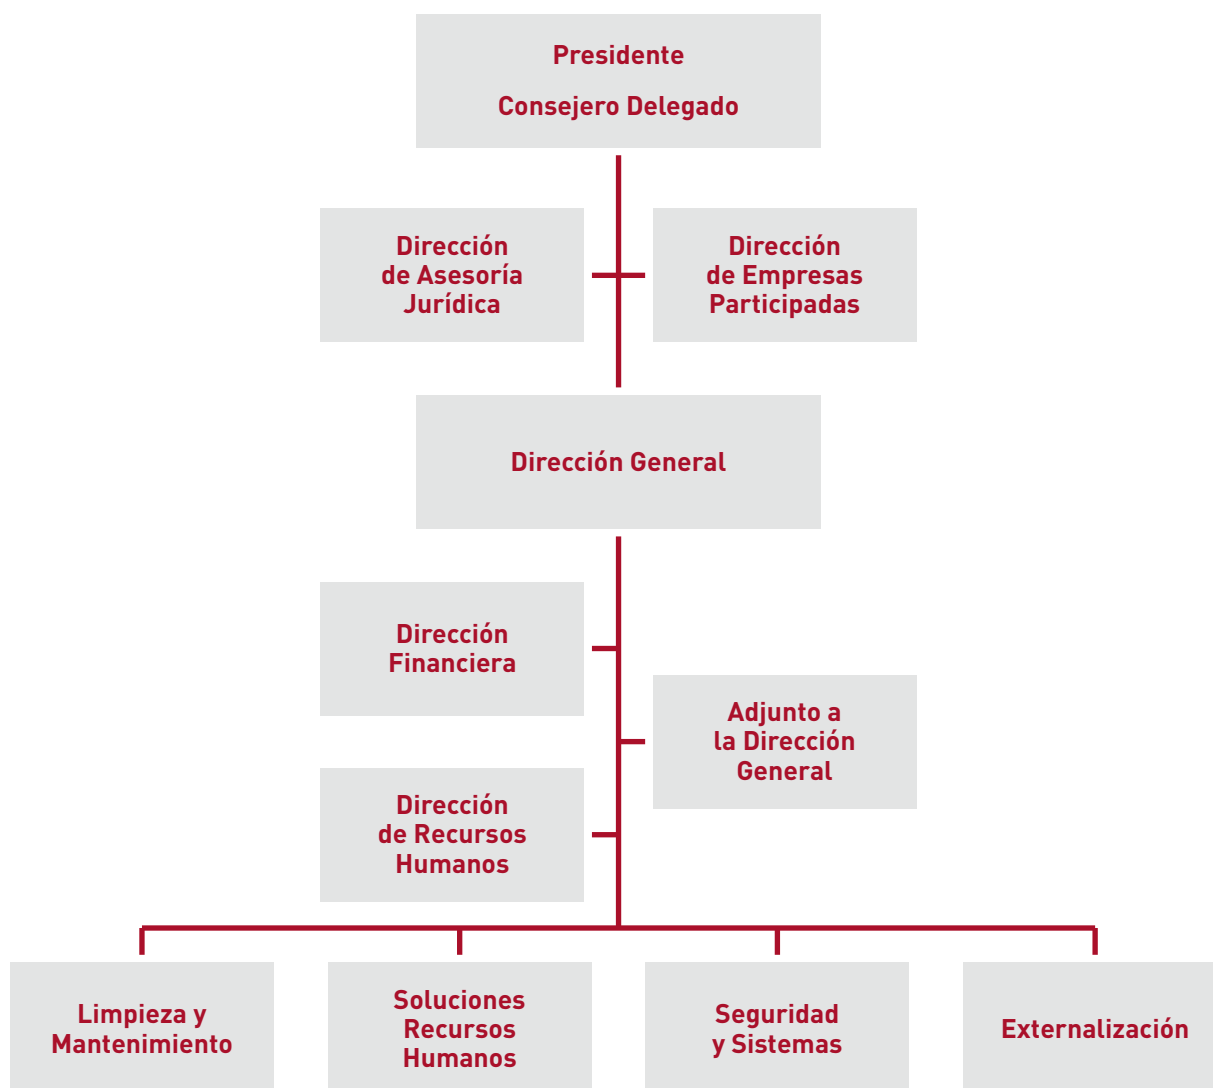 Presidente
Consejero Delegado
Dirección
de Asesoría
Jurídica
Dirección
de Empresas
Participadas
Dirección General
Dirección
Financiera
Adjunto a
la Dirección
General
Dirección
de Recursos
Humanos
Limpieza y
Mantenimiento
Soluciones
Recursos
Humanos
Seguridad
y Sistemas
Externalización